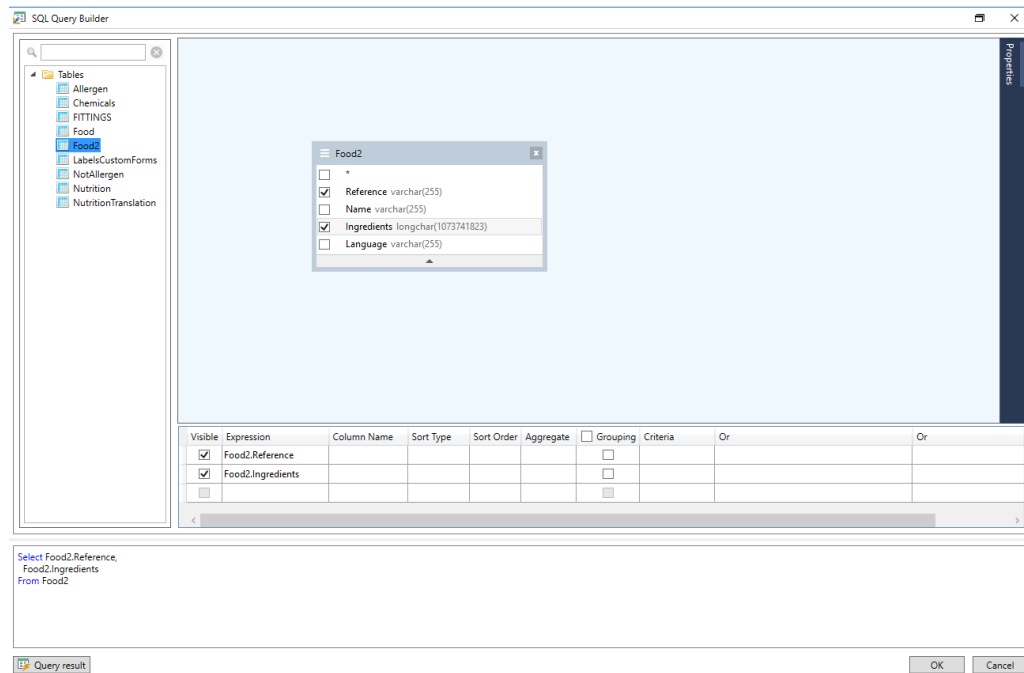 SQL Query Builder
Tables
Allergen
Chemicals
FITTINGS
Food
Food2
LabelsCustomForms
NotAllergen
Nutrition
NutritionTranslation
Food2
*
Reference varchar(255)
Name varchar(255)
Ingredients longchar(1073741823)
Language varchar(255)
Properties
Visible Expression Column Name Sort Type Sort Order Aggregate Grouping Criteria Or Or
Food2.Reference
Food2.Ingredients
Select Food2.Reference,
Food2.Ingredients
From Food2
Query result OK Cancel